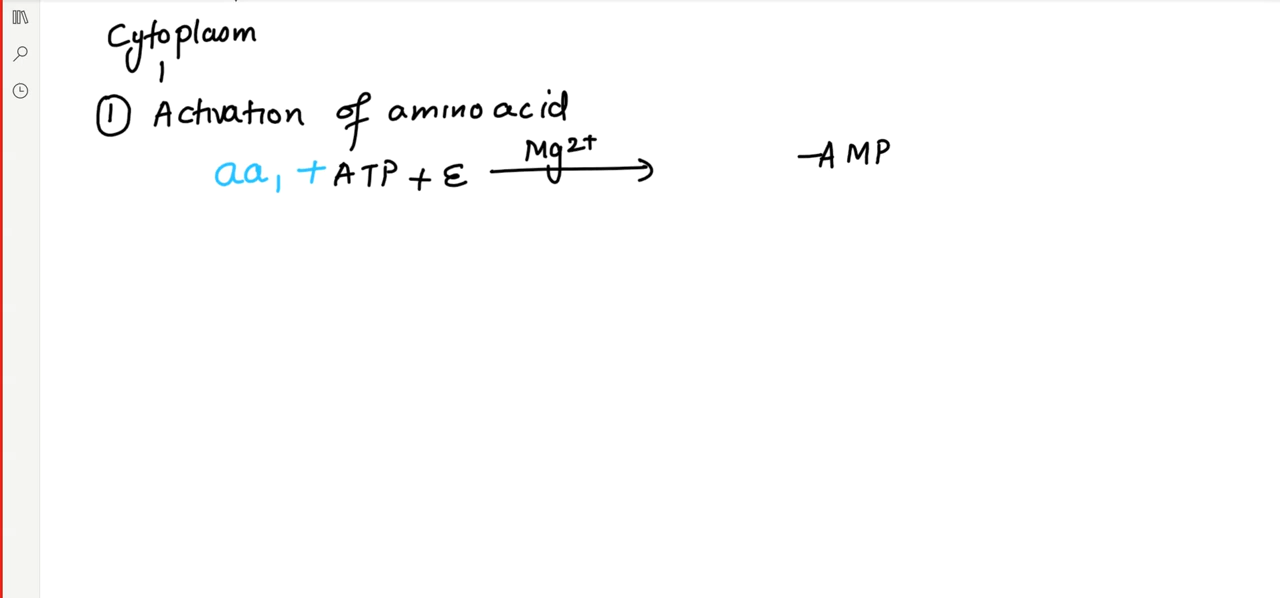 Cytoplasm
① Activation of amino acid
aa₁ + ATP + E Mg²⁺ → –AMP